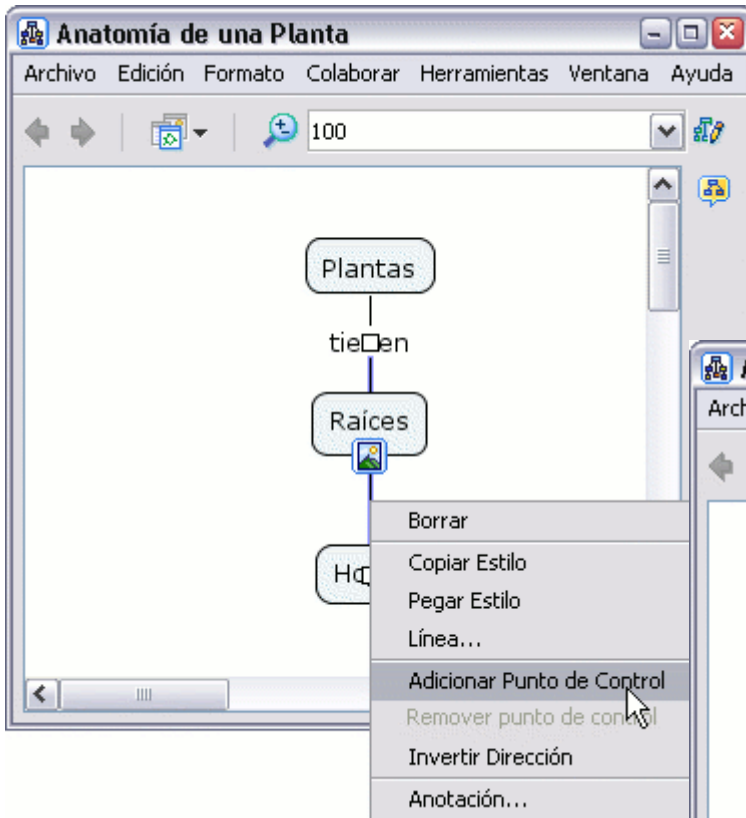 Anatomía de una Planta
Archivo Edición Formato Colaborar Herramientas Ventana Ayuda
100
Plantas
tie en
Raíces
Arch
Ho
Borrar
Copiar Estilo
Pegar Estilo
Línea...
Adicionar Punto de Control
Remover punto de control
Invertir Dirección
Anotación...